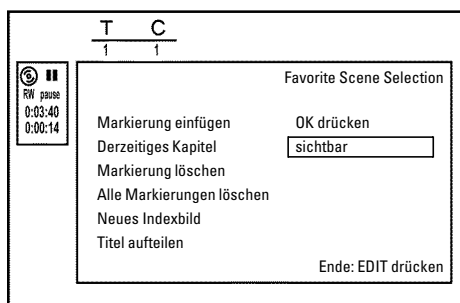 T C
1 1
RW pause
0:03:40
0:00:14
Favorite Scene Selection
Markierung einfügen OK drücken
Derzeitiges Kapitel sichtbar
Markierung löschen
Alle Markierungen löschen
Neues Indexbild
Titel aufteilen
Ende: EDIT drücken